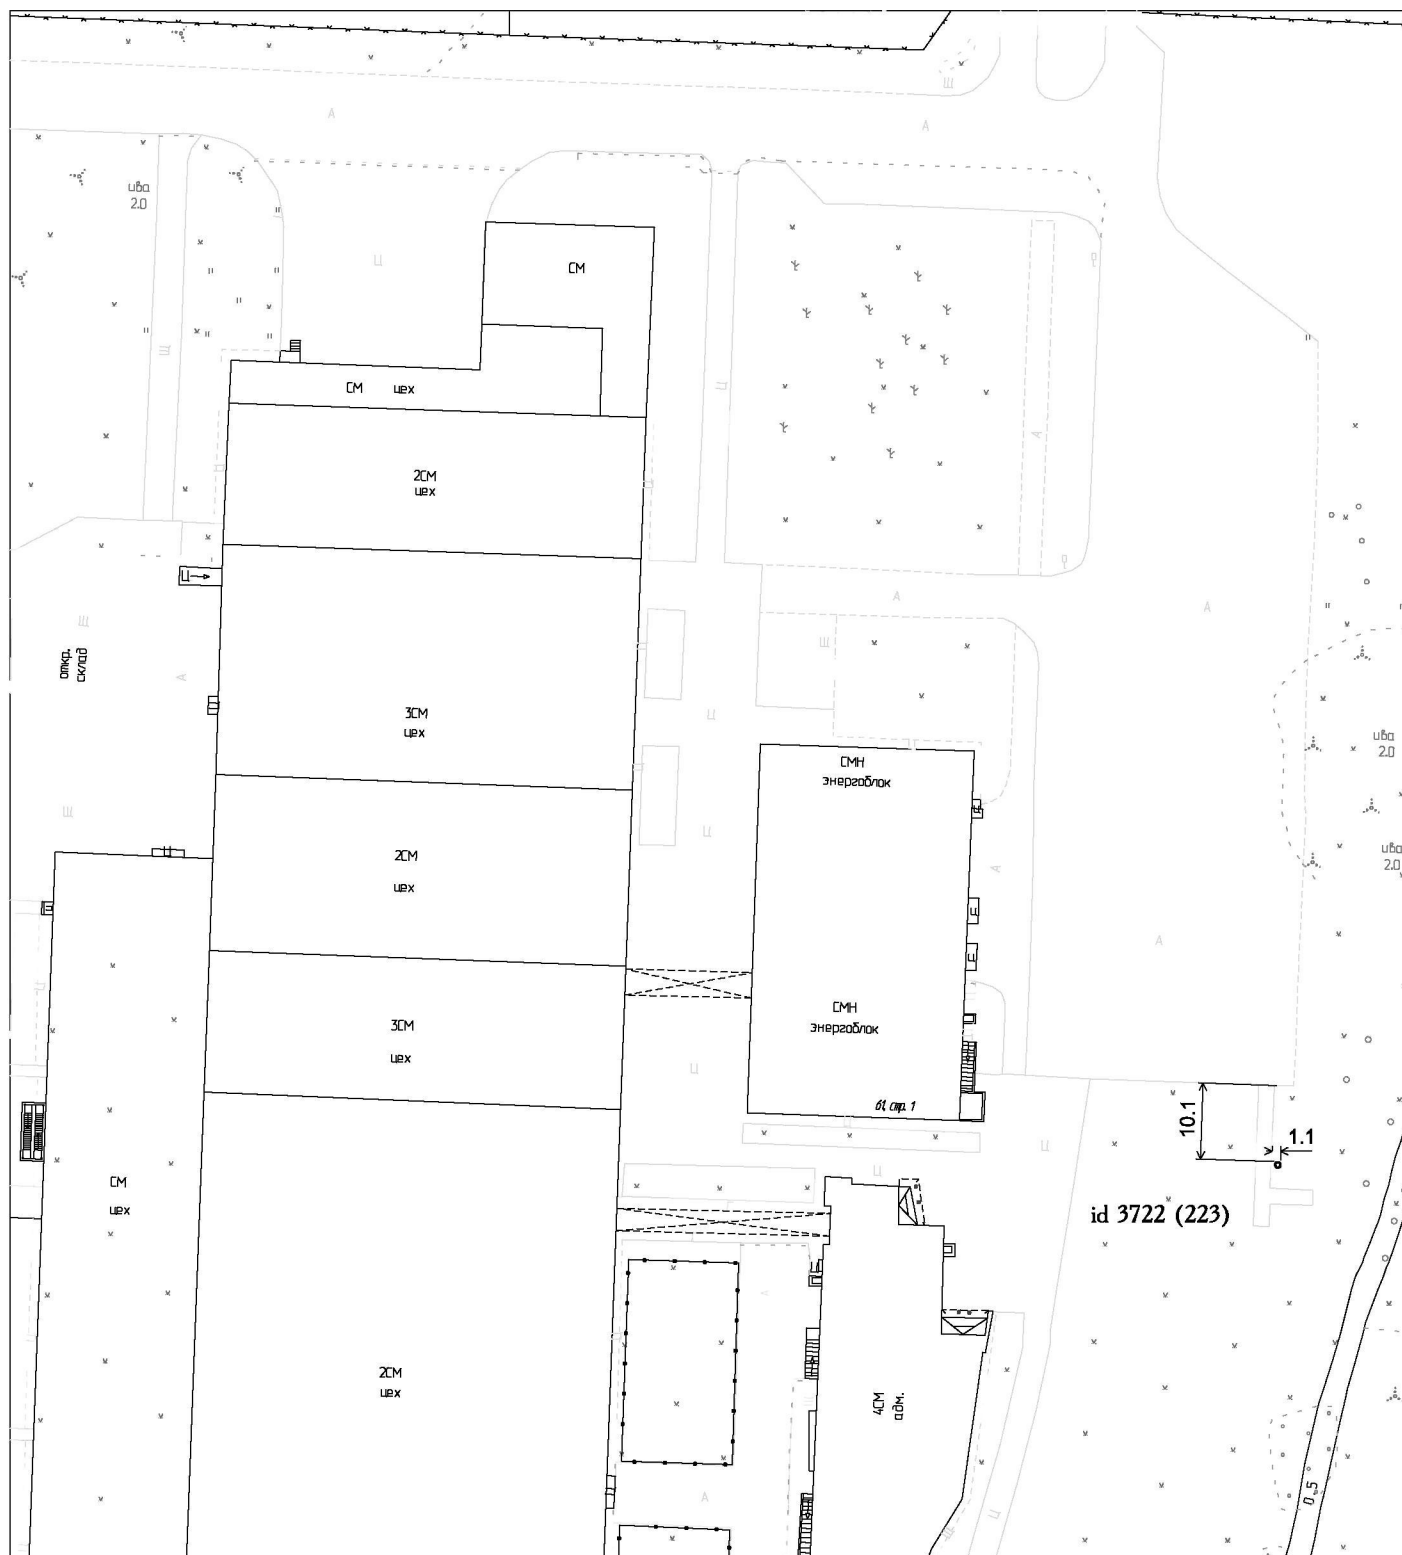 А
А
ива
2.0
Ц
СМ
Щ
Щ
СМ цех
Ц
А
2СМ
цех
Ц
А
А
Щ
Щ
откр.
склад
А
3СМ
цех
Ц
ива
2.0
СМН
энергоблок
Щ
Ц
2СМ
цех
ива
2.0
А
А
СМН
энергоблок
3СМ
цех
Ц
61, стр. 1
10.1
1.1
Ц
Ц
СМ
цех
id 3722 (223)
2СМ
цех
4СМ
адм.
А
0.5
Ц